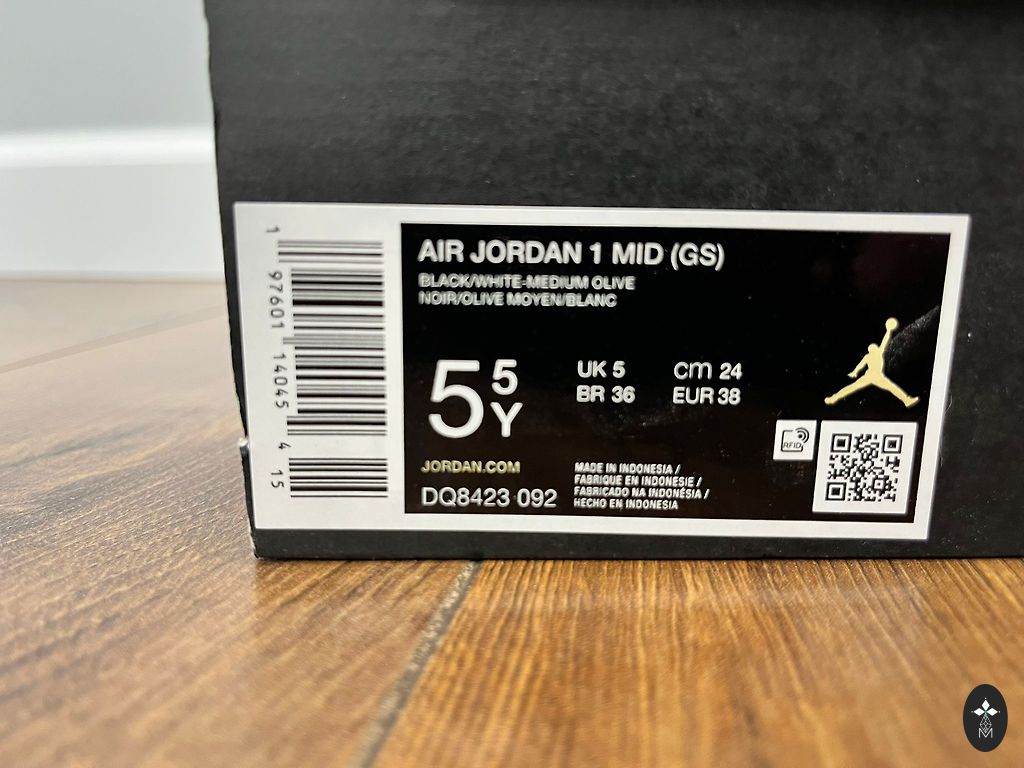 1 97601 14045 4 15
AIR JORDAN 1 MID (GS)
BLACK/WHITE-MEDIUM OLIVE
NOIR/OLIVE MOYEN/BLANC
5 5 Y
UK 5 cm 24
BR 36 EUR 38
RFID
JORDAN.COM
DQ8423 092
MADE IN INDONESIA /
FABRIQUE EN INDONESIE /
FABRICADO NA INDONÉSIA /
HECHO EN INDONESIA
M